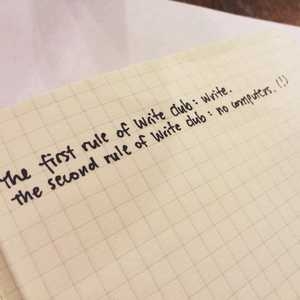 The first rule of Write Club: write.
The second rule of Write Club: no computers. (!)